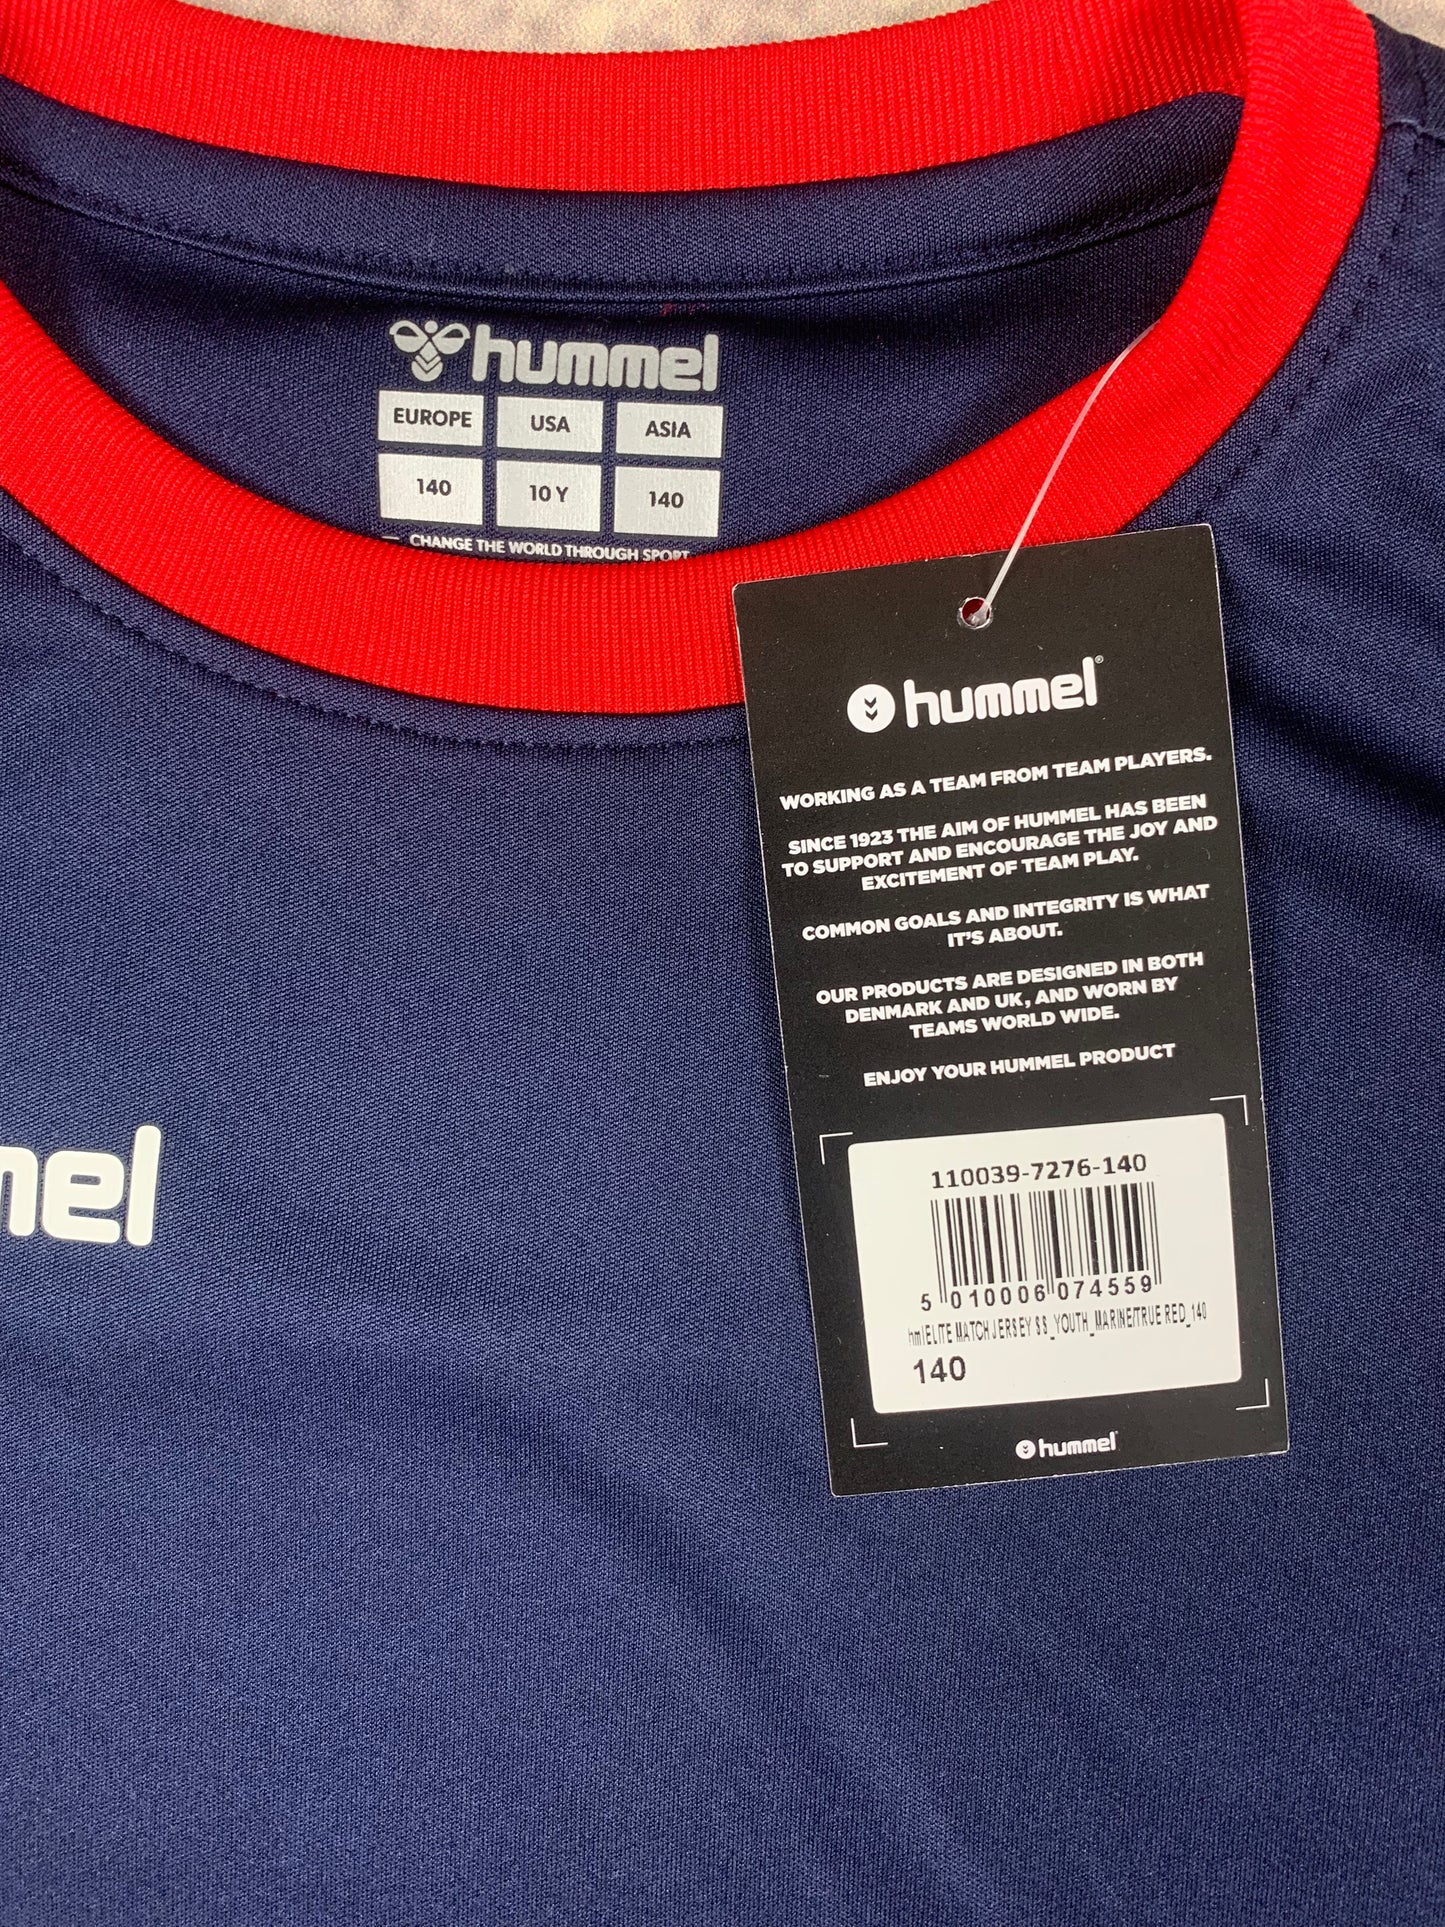 hummel
EUROPE USA ASIA
140 10 Y 140
CHANGE THE WORLD THROUGH SPORT
hummel®
WORKING AS A TEAM FROM TEAM PLAYERS.
SINCE 1923 THE AIM OF HUMMEL HAS BEEN
TO SUPPORT AND ENCOURAGE THE JOY AND
EXCITEMENT OF TEAM PLAY.
COMMON GOALS AND INTEGRITY IS WHAT
IT'S ABOUT.
OUR PRODUCTS ARE DESIGNED IN BOTH
DENMARK AND UK, AND WORN BY
TEAMS WORLD WIDE.
ENJOY YOUR HUMMEL PRODUCT
mel
110039-7276-140
5 010006 074559
hmlELITE MATCH JERSEY SS_YOUTH_MARINE/TRUE RED_140
140
hummel